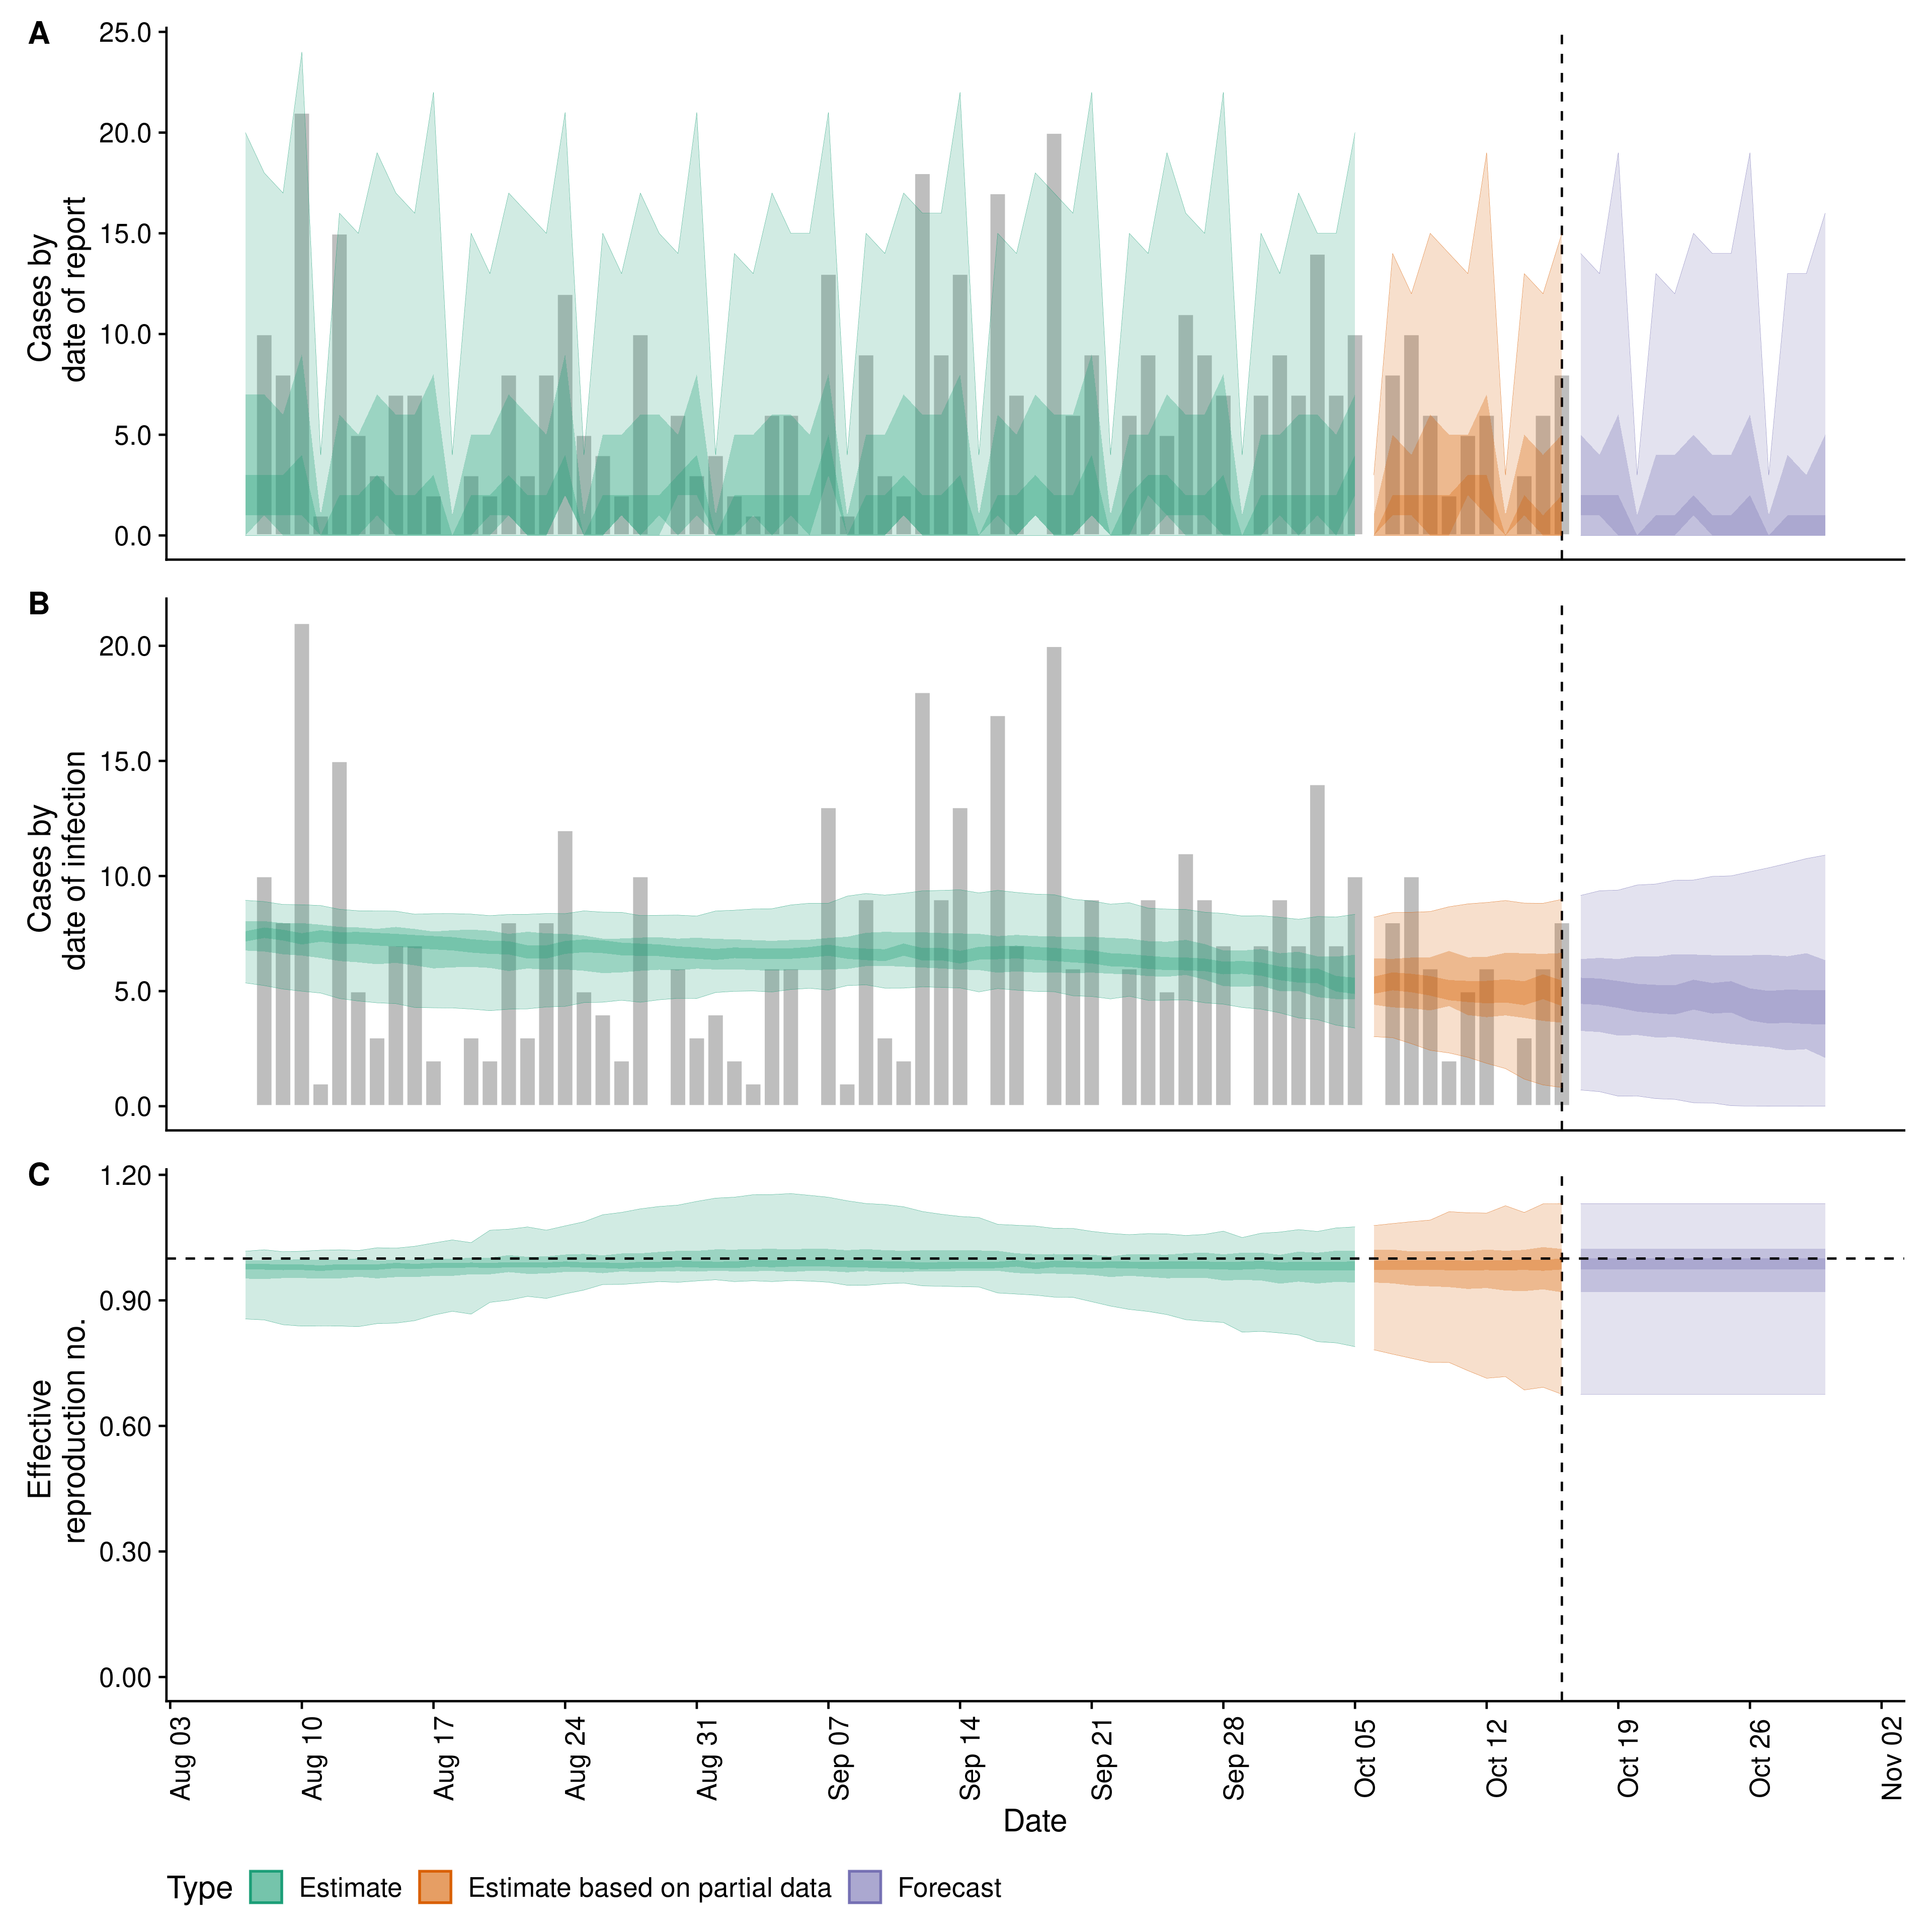 A
25.0
20.0
15.0
10.0
5.0
0.0
Cases by
date of report
B
20.0
15.0
10.0
5.0
0.0
Cases by
date of infection
C
1.20
0.90
0.60
0.30
0.00
Effective
reproduction no.
Aug 03
Aug 10
Aug 17
Aug 24
Aug 31
Sep 07
Sep 14
Sep 21
Sep 28
Oct 05
Oct 12
Oct 19
Oct 26
Nov 02
Date
Type Estimate Estimate based on partial data Forecast